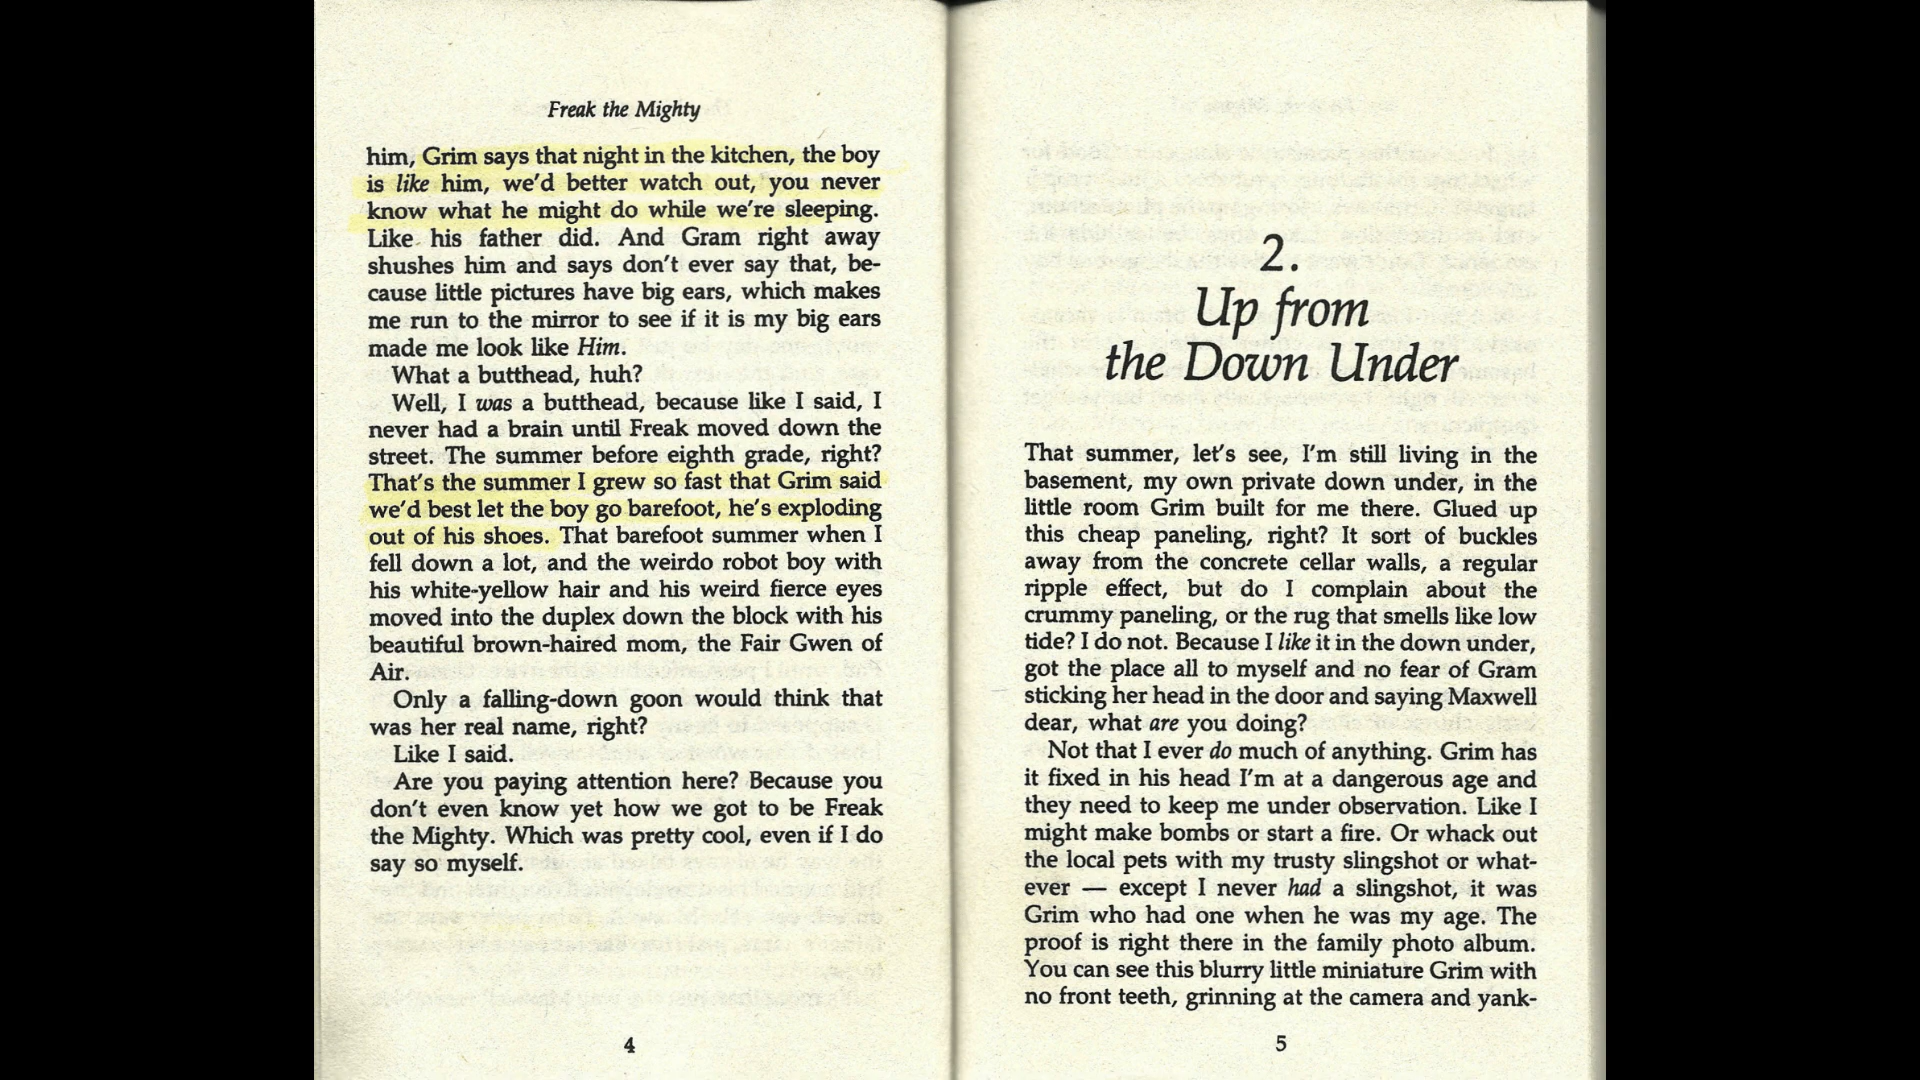 Freak the Mighty
him, Grim says that night in the kitchen, the boy
is like him, we'd better watch out, you never
know what he might do while we're sleeping.
Like his father did. And Gram right away
shushes him and says don't ever say that, be-
cause little pictures have big ears, which makes
me run to the mirror to see if it is my big ears
made me look like Him.
What a butthead, huh?
Well, I was a butthead, because like I said, I
never had a brain until Freak moved down the
street. The summer before eighth grade, right?
That's the summer I grew so fast that Grim said
we'd best let the boy go barefoot, he's exploding
out of his shoes. That barefoot summer when I
fell down a lot, and the weirdo robot boy with
his white-yellow hair and his weird fierce eyes
moved into the duplex down the block with his
beautiful brown-haired mom, the Fair Gwen of
Air.
Only a falling-down goon would think that
was her real name, right?
Like I said.
Are you paying attention here? Because you
don't even know yet how we got to be Freak
the Mighty. Which was pretty cool, even if I do
say so myself.
4
2.
Up from
the Down Under
That summer, let's see, I'm still living in the
basement, my own private down under, in the
little room Grim built for me there. Glued up
this cheap paneling, right? It sort of buckles
away from the concrete cellar walls, a regular
ripple effect, but do I complain about the
crummy paneling, or the rug that smells like low
tide? I do not. Because I like it in the down under,
got the place all to myself and no fear of Gram
sticking her head in the door and saying Maxwell
dear, what are you doing?
Not that I ever do much of anything. Grim has
it fixed in his head I'm at a dangerous age and
they need to keep me under observation. Like I
might make bombs or start a fire. Or whack out
the local pets with my trusty slingshot or what-
ever — except I never had a slingshot, it was
Grim who had one when he was my age. The
proof is right there in the family photo album.
You can see this blurry little miniature Grim with
no front teeth, grinning at the camera and yank-
5